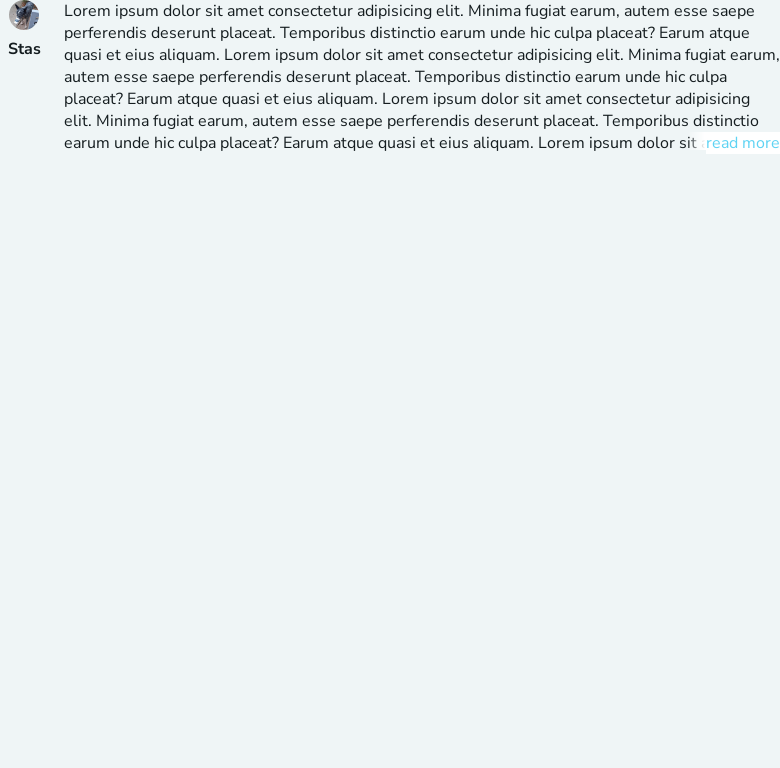 Lorem ipsum dolor sit amet consectetur adipisicing elit. Minima fugiat earum, autem esse saepe
Stas
perferendis deserunt placeat. Temporibus distinctio earum unde hic culpa placeat? Earum atque
quasi et eius aliquam. Lorem ipsum dolor sit amet consectetur adipisicing elit. Minima fugiat earum,
autem esse saepe perferendis deserunt placeat. Temporibus distinctio earum unde hic culpa
placeat? Earum atque quasi et eius aliquam. Lorem ipsum dolor sit amet consectetur adipisicing
elit. Minima fugiat earum, autem esse saepe perferendis deserunt placeat. Temporibus distinctio
earum unde hic culpa placeat? Earum atque quasi et eius aliquam. Lorem ipsum dolor sit read more